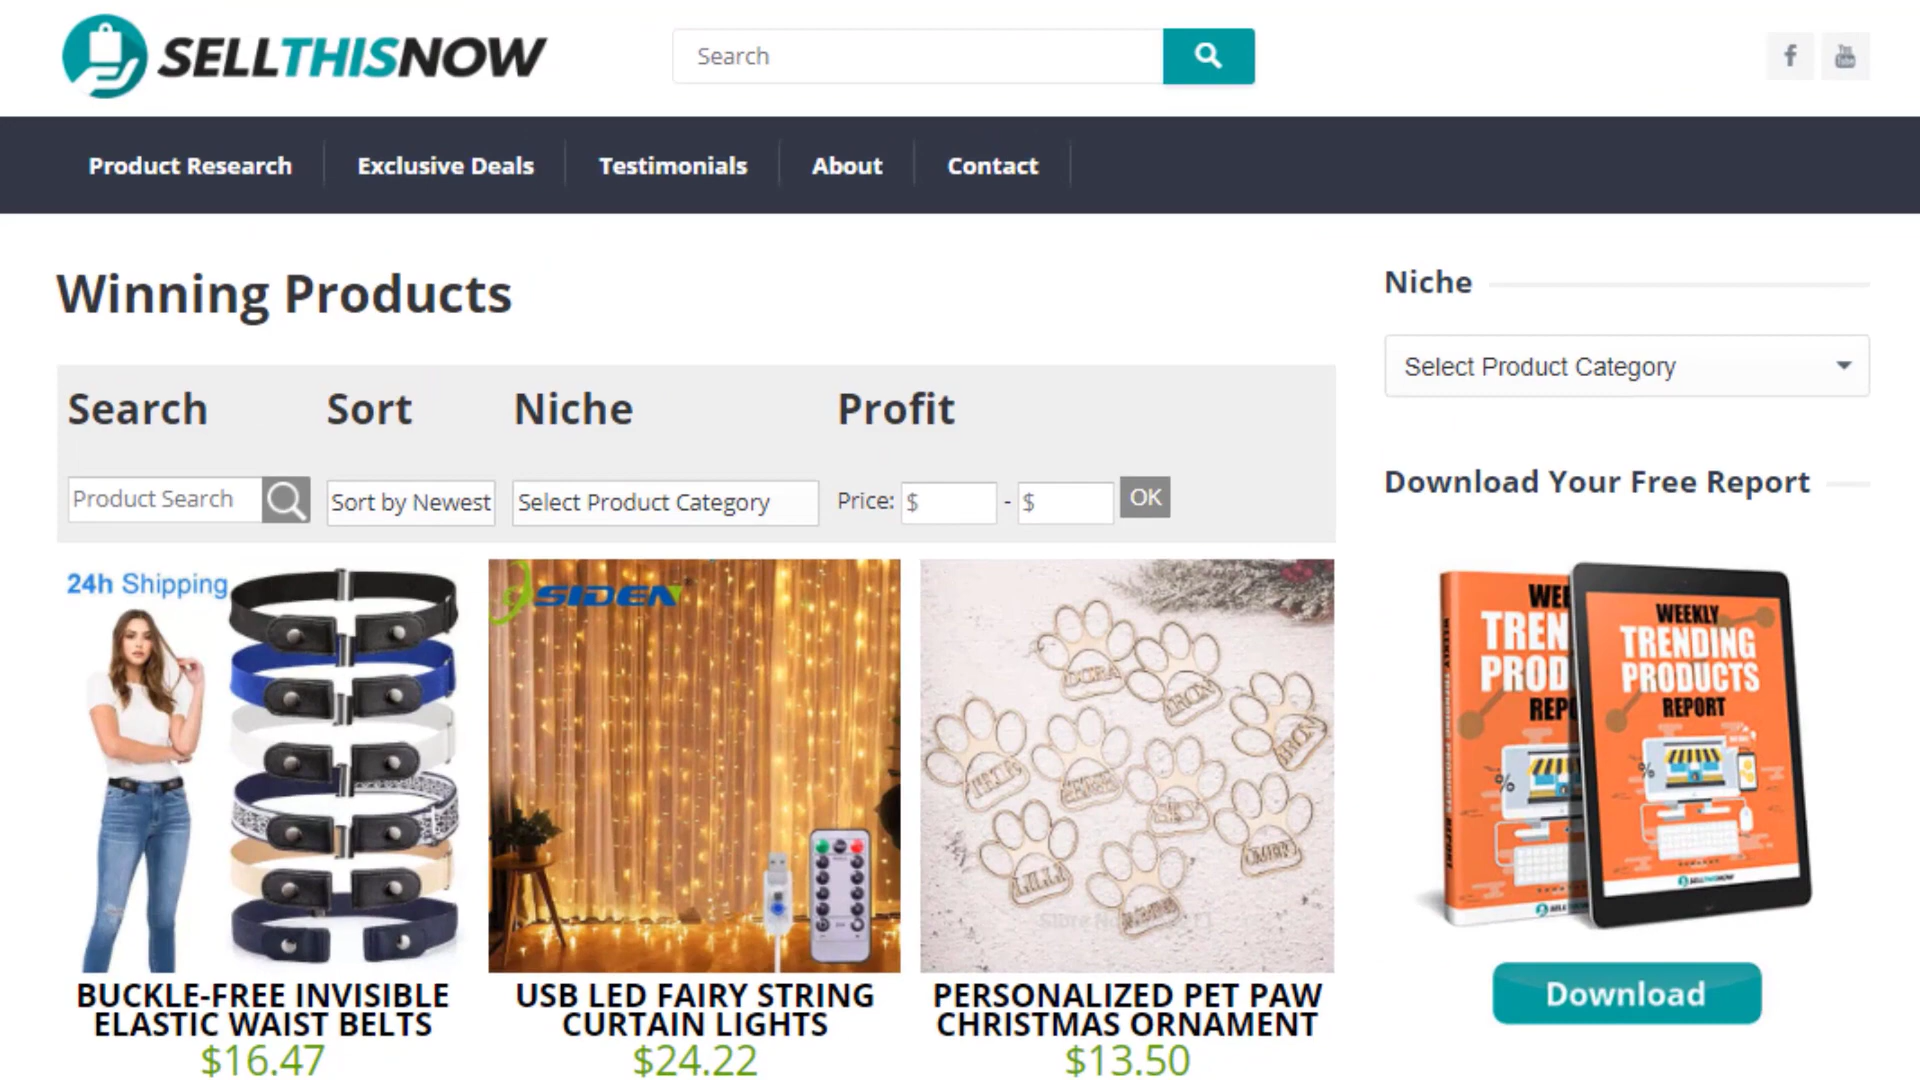 SELLTHISNOW
Search
Product Research
Exclusive Deals
Testimonials
About
Contact
Winning Products
Search
Sort
Niche
Profit
Product Search
Sort by Newest
Select Product Category
Price: $ - $ OK
24h Shipping
SIDEN
DORA
BUCKLE-FREE INVISIBLE
ELASTIC WAIST BELTS
$16.47
USB LED FAIRY STRING
CURTAIN LIGHTS
$24.22
PERSONALIZED PET PAW
CHRISTMAS ORNAMENT
$13.50
Niche
Select Product Category
Download Your Free Report
WEEKLY
TRENDING
PRODUCTS
REPORT
SELLTHISNOW
Download